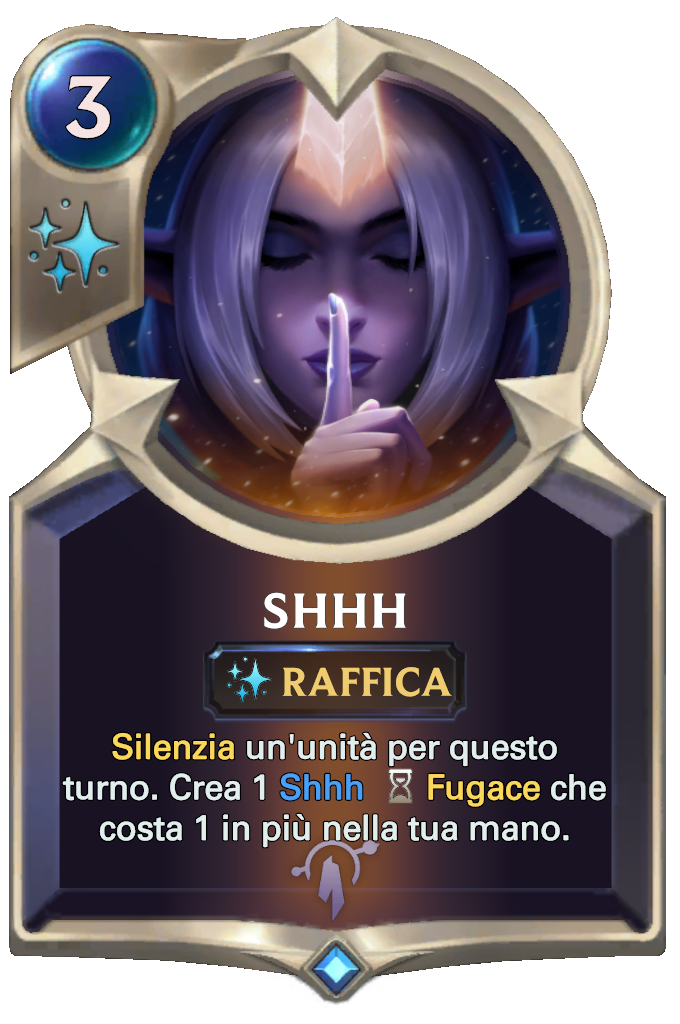 3
SHHH
RAFFICA
Silenzia un'unità per questo
turno. Crea 1 Shhh Fugace che
costa 1 in più nella tua mano.